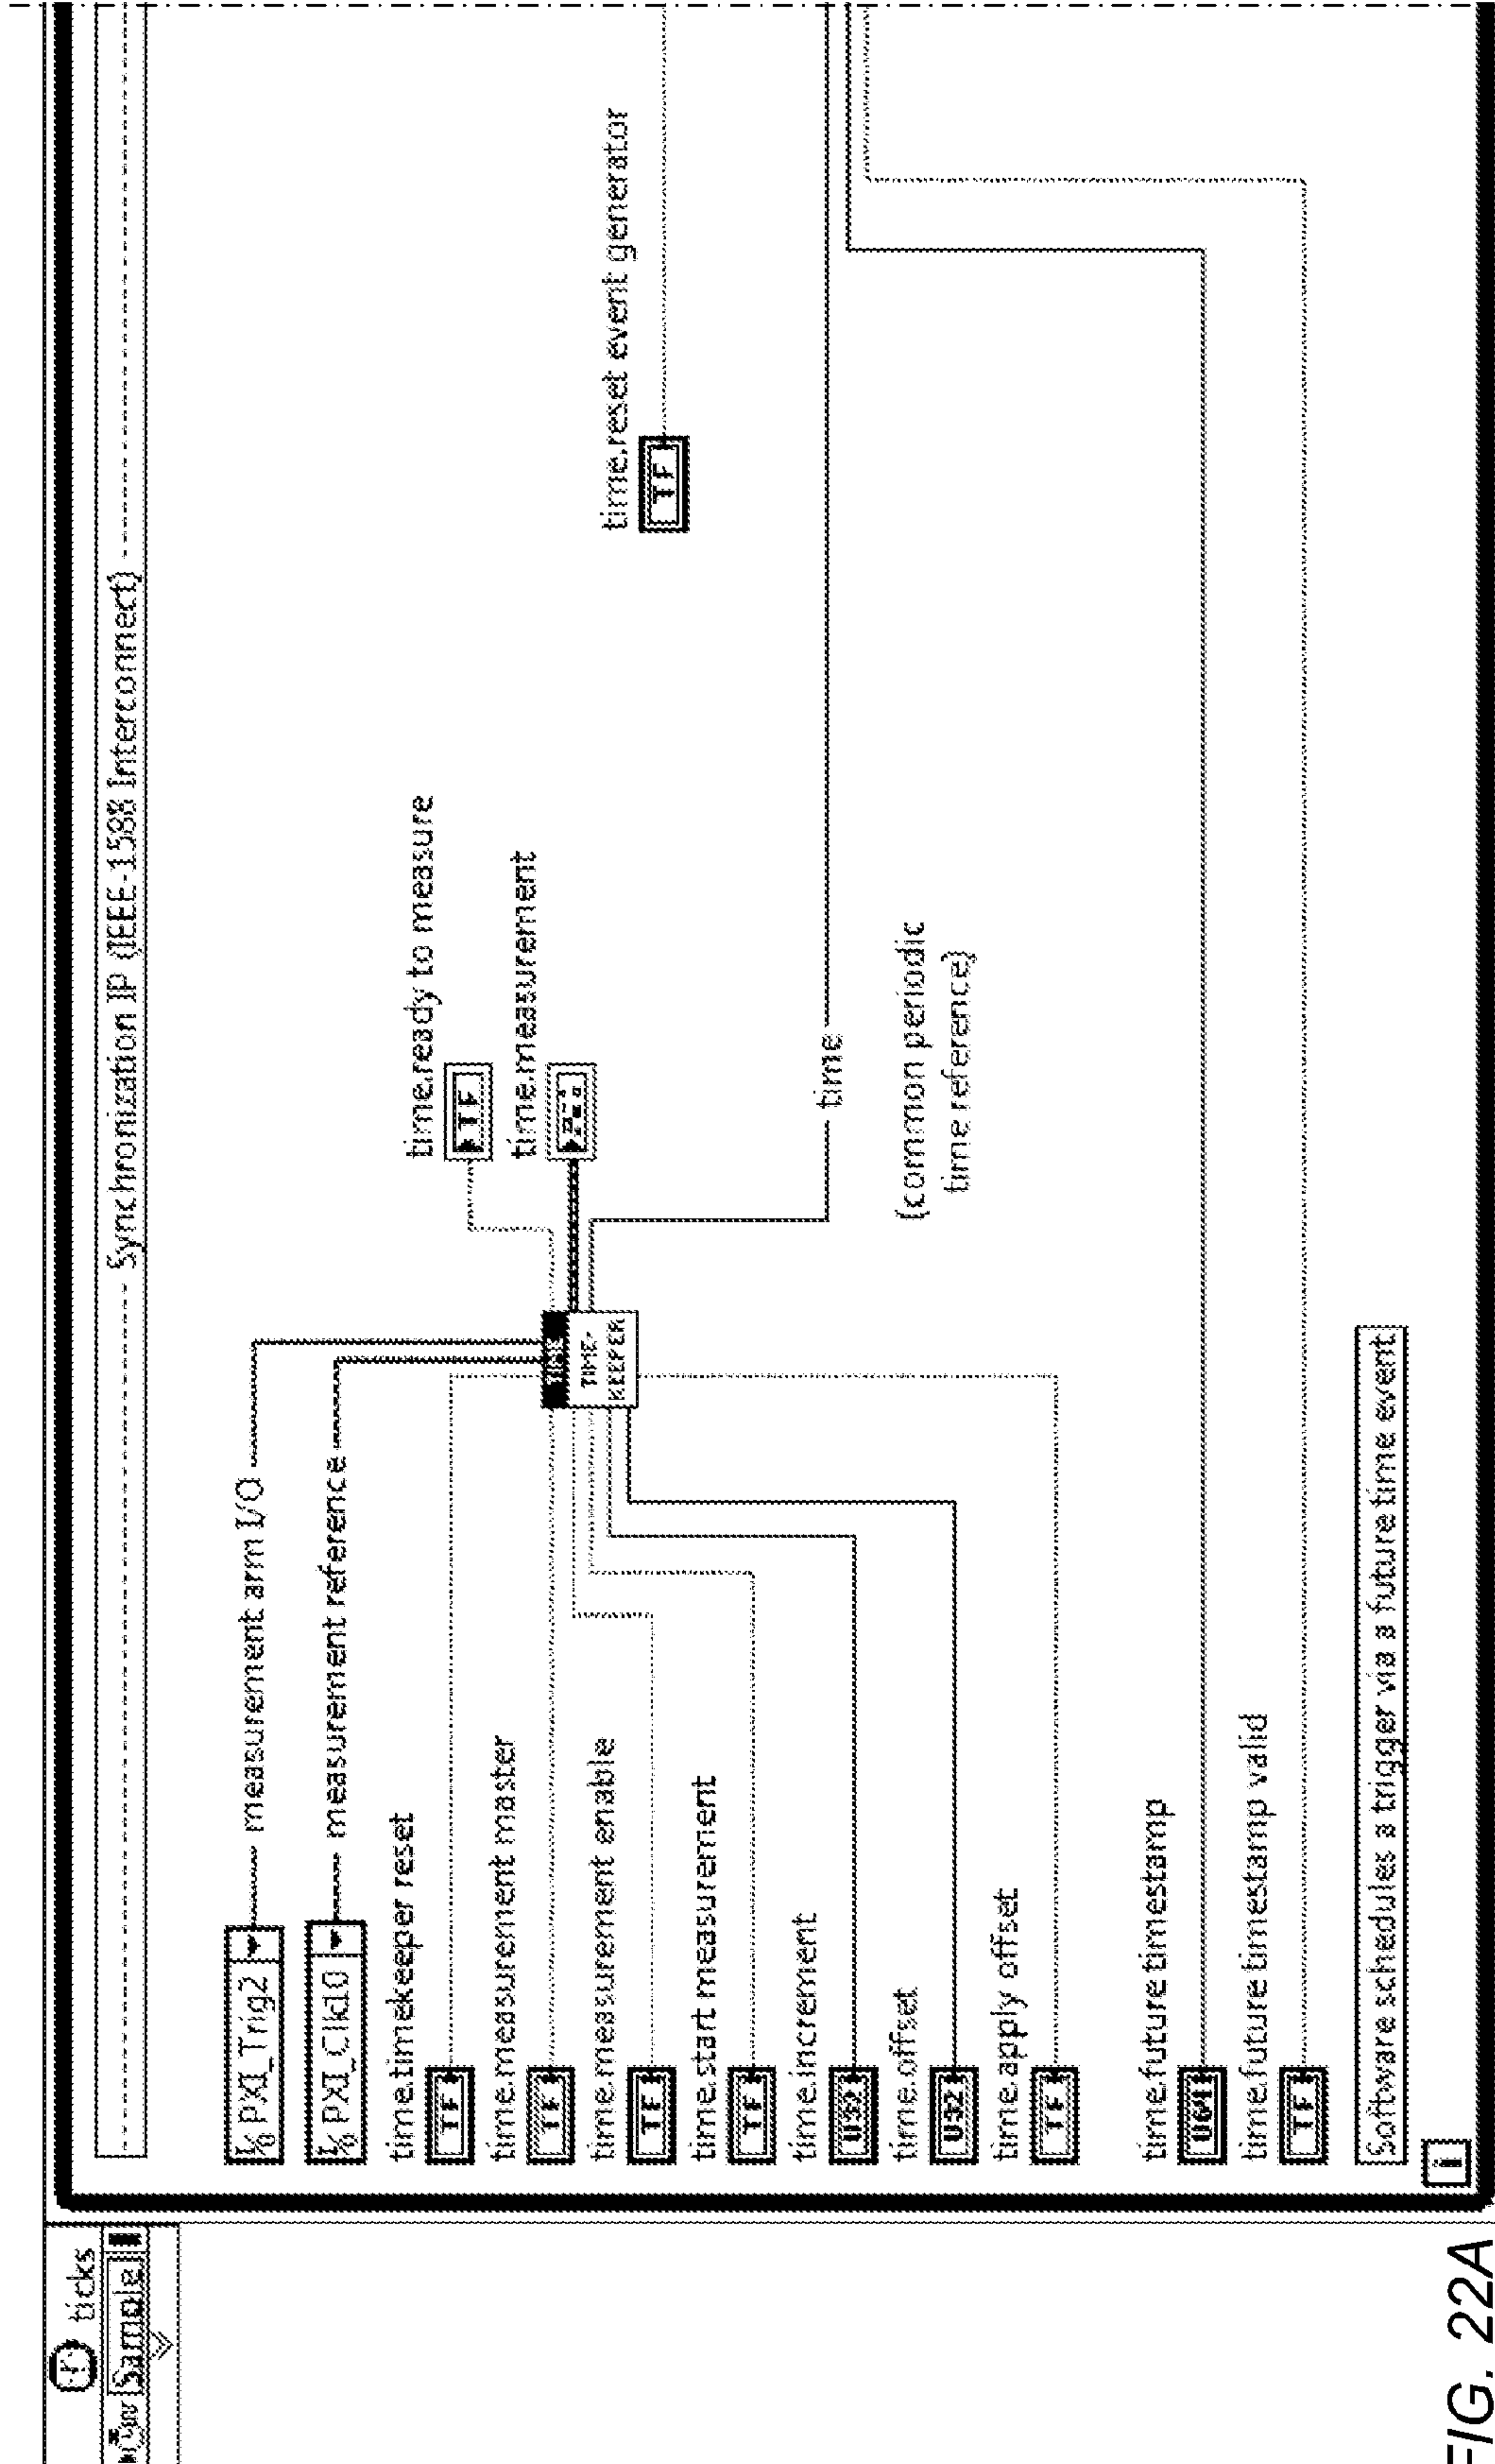 ticks
Sample
Synchronization IP (IEEE-1588 Interconnect)
I/O PXI_Trig2
measurement arm I/O
I/O PXI_Clk10
measurement reference
time.timekeeper reset
TF
time.measurement master
TF
time.measurement enable
TF
time.start measurement
TF
time.increment
U32
time.offset
U32
time.apply offset
TF
TIME
TIME-
KEEPER
time.ready to measure
TF
time.measurement
time
(common periodic
time reference)
time.reset event generator
TF
time.future timestamp
U64
time.future timestamp valid
TF
Software schedules a trigger via a future time event
i
FIG. 22A